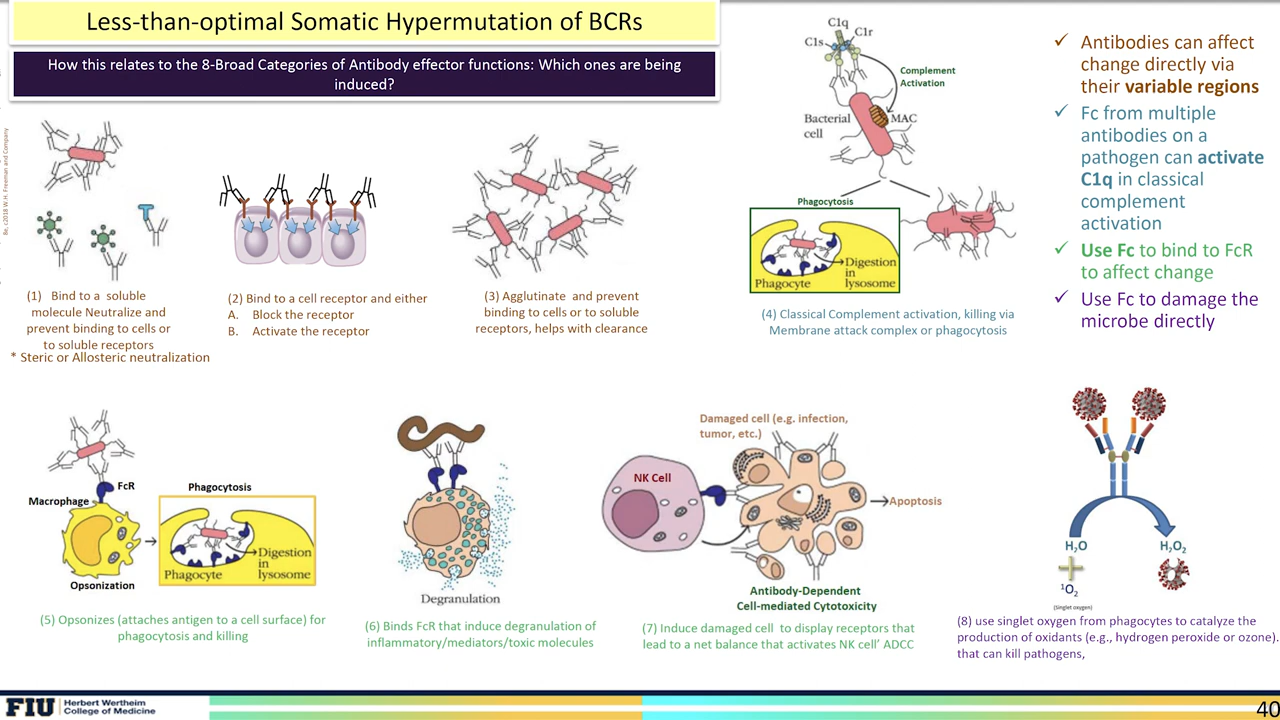 Less-than-optimal Somatic Hypermutation of BCRs
How this relates to the 8-Broad Categories of Antibody effector functions: Which ones are being
induced?
W.H. Freeman and Company
(1) Bind to a soluble
molecule Neutralize and
prevent binding to cells or
to soluble receptors
* Steric or Allosteric neutralization
(2) Bind to a cell receptor and either
A. Block the receptor
B. Activate the receptor
(3) Agglutinate and prevent
binding to cells or to soluble
receptors, helps with clearance
C1q
C1s
C1r
Complement
Activation
Bacterial
cell
MAC
Phagocytosis
Digestion
in
lysosome
Phagocyte
(4) Classical Complement activation, killing via
Membrane attack complex or phagocytosis
✓ Antibodies can affect
change directly via
their variable regions
✓ Fc from multiple
antibodies on a
pathogen can activate
C1q in classical
complement
activation
✓ Use Fc to bind to FcR
to affect change
✓ Use Fc to damage the
microbe directly
FcR
Macrophage
Opsonization
Phagocytosis
Digestion
in
lysosome
Phagocyte
(5) Opsonizes (attaches antigen to a cell surface) for
phagocytosis and killing
Degranulation
(6) Binds FcR that induce degranulation of
inflammatory/mediators/toxic molecules
Damaged cell (e.g. infection,
tumor, etc.)
NK Cell
Apoptosis
Antibody-Dependent
Cell-mediated Cytotoxicity
(7) Induce damaged cell to display receptors that
lead to a net balance that activates NK cell’ ADCC
H₂O
H₂O₂
¹O₂
(Singlet oxygen)
(8) use singlet oxygen from phagocytes to catalyze the
production of oxidants (e.g., hydrogen peroxide or ozone).
that can kill pathogens,
FIU
Herbert Wertheim
College of Medicine
40